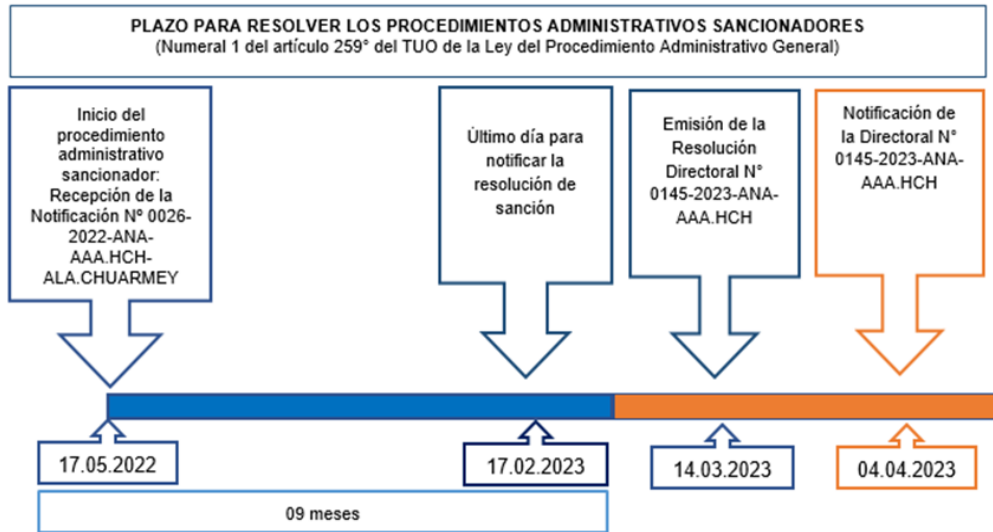 PLAZO PARA RESOLVER LOS PROCEDIMIENTOS ADMINISTRATIVOS SANCIONADORES
(Numeral 1 del artículo 259° del TUO de la Ley del Procedimiento Administrativo General)
Inicio del
procedimiento
administrativo
sancionador:
Recepción de la
Notificación Nº 0026-
2022-ANA-
AAA.HCH-
ALA.CHUARMEY
Último día para
notificar la
resolución de
sanción
Emisión de la
Resolución
Directoral N°
0145-2023-ANA-
AAA.HCH
Notificación de
la Directoral N°
0145-2023-ANA-
AAA.HCH
17.05.2022
17.02.2023
14.03.2023
04.04.2023
09 meses